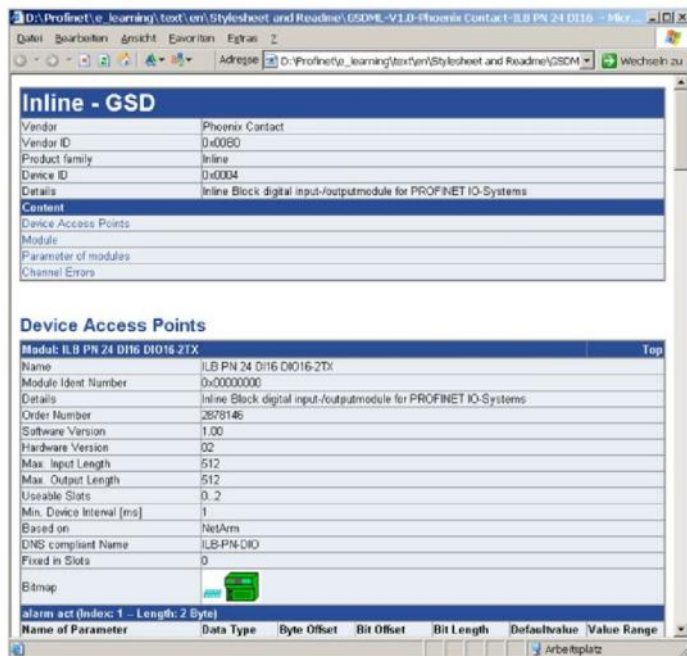 D:\Profinet\e_learning\text\en\Stylesheet and Readme\GSDML-V1.0-Phoenix Contact-ILB PN 24 DI16 - Micr...
Datei Bearbeiten Ansicht Favoriten Extras ?
Adresse D:\Profinet\e_learning\text\en\Stylesheet and Readme\GSDM Wechseln zu
Inline - GSD
Vendor Phoenix Contact
Vendor ID 0x00B0
Product family Inline
Device ID 0x0004
Details Inline Block digital input-/outputmodule for PROFINET IO-Systems
Content
Device Access Points
Module
Parameter of modules
Channel Errors
Device Access Points
Modul: ILB PN 24 DI16 DIO16-2TX Top
Name ILB PN 24 DI16 DIO16-2TX
Module Ident Number 0x00000000
Details Inline Block digital input-/outputmodule for PROFINET IO-Systems
Order Number 2878146
Software Version 1.00
Hardware Version 02
Max. Input Length 512
Max. Output Length 512
Useable Slots 0..2
Min. Device Interval [ms] 1
Based on NetArm
DNS compliant Name ILB-PN-DIO
Fixed in Slots 0
Bitmap
alarm act (Index: 1 – Length: 2 Byte)
Name of Parameter Data Type Byte Offset Bit Offset Bit Length Defaultvalue Value Range
Arbeitsplatz